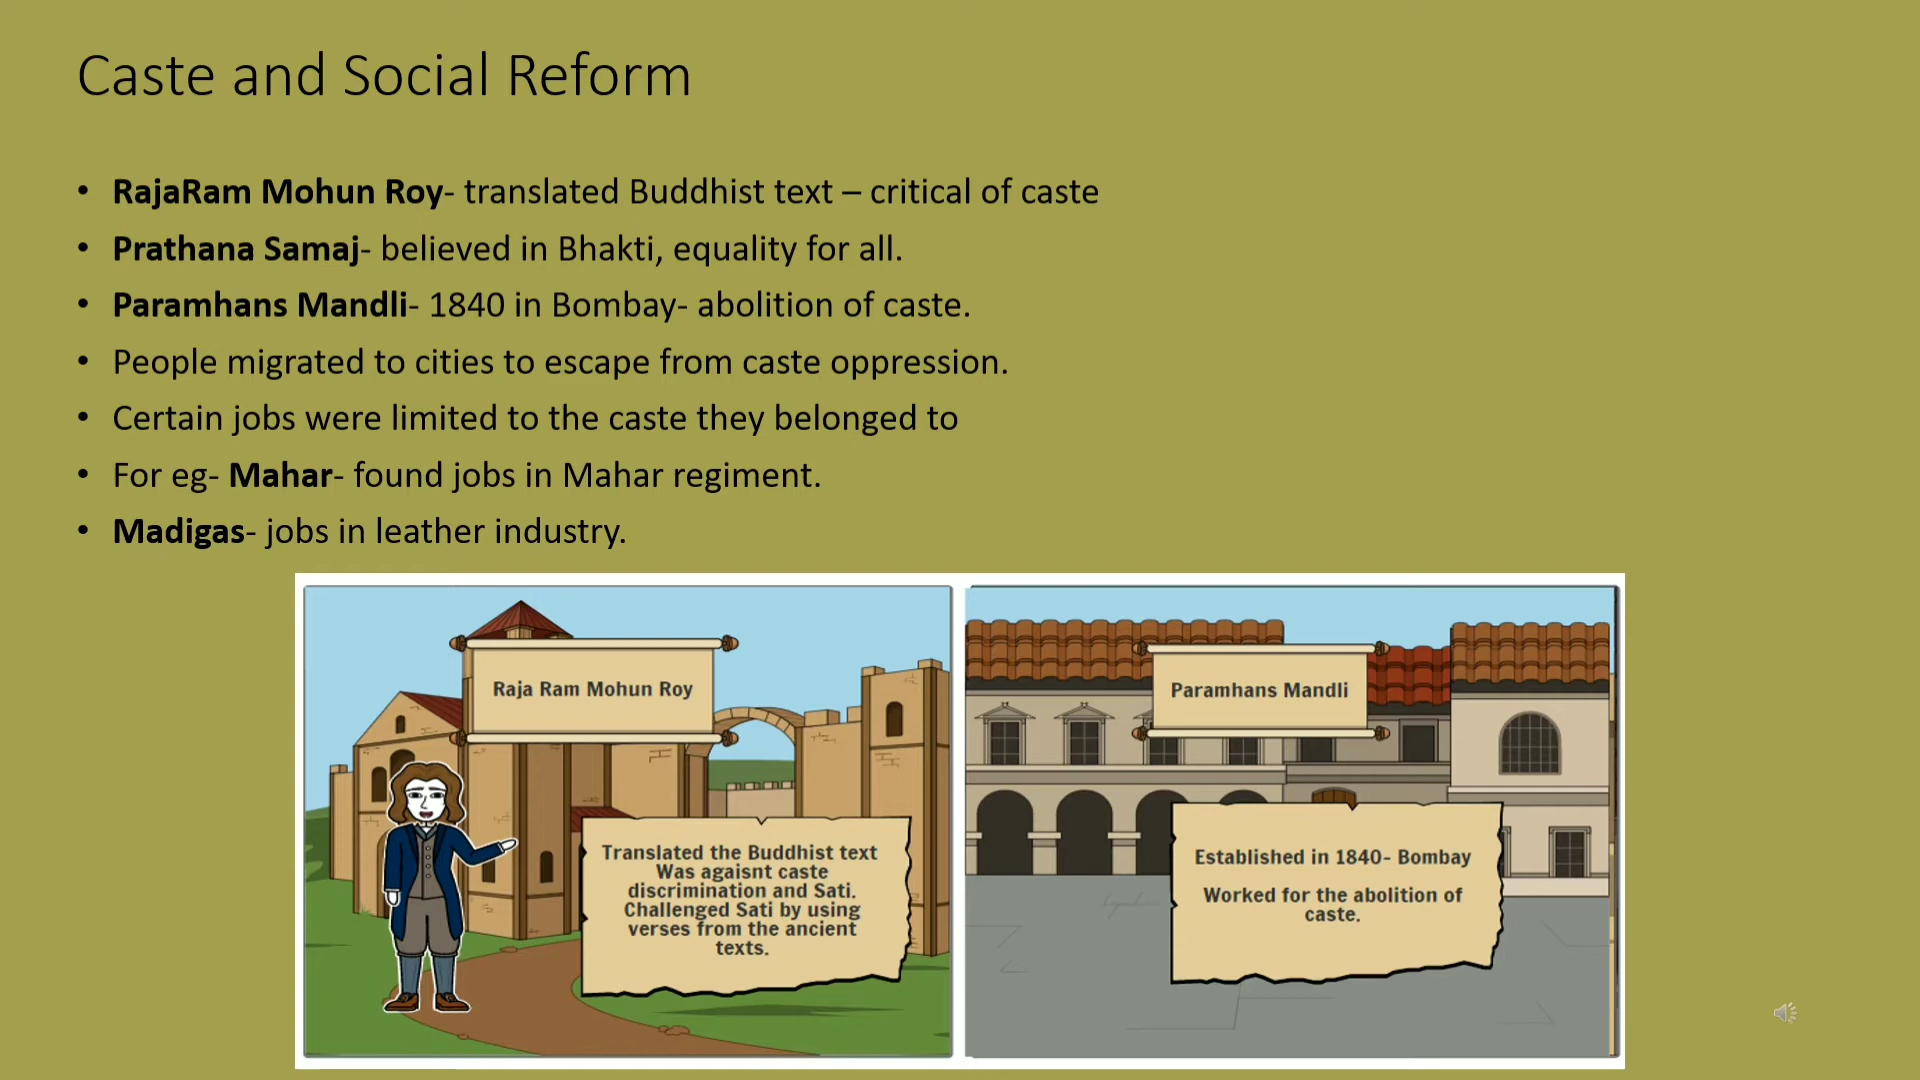 Caste and Social Reform
• RajaRam Mohun Roy- translated Buddhist text – critical of caste
• Prathana Samaj- believed in Bhakti, equality for all.
• Paramhans Mandli- 1840 in Bombay- abolition of caste.
• People migrated to cities to escape from caste oppression.
• Certain jobs were limited to the caste they belonged to
• For eg- Mahar- found jobs in Mahar regiment.
• Madigas- jobs in leather industry.
Raja Ram Mohun Roy
Translated the Buddhist text
Was agaisnt caste
discrimination and Sati.
Challenged Sati by using
verses from the ancient
texts.
Paramhans Mandli
Established in 1840- Bombay
Worked for the abolition of
caste.